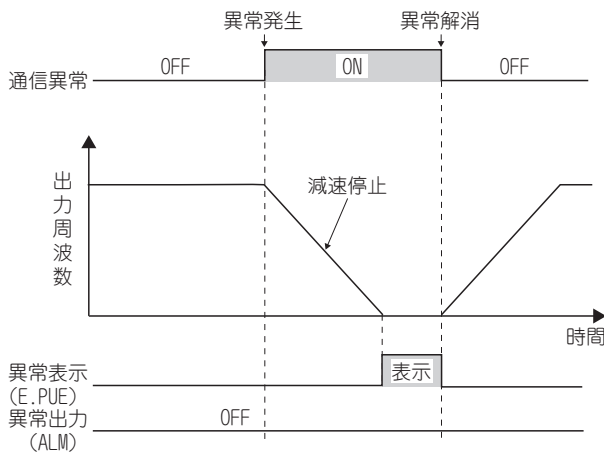 異常発生
異常解消
OFF
ON
OFF
通信異常
減速停止
出力周波数
時間
異常表示
(E.PUE)
表示
異常出力
(ALM)
OFF